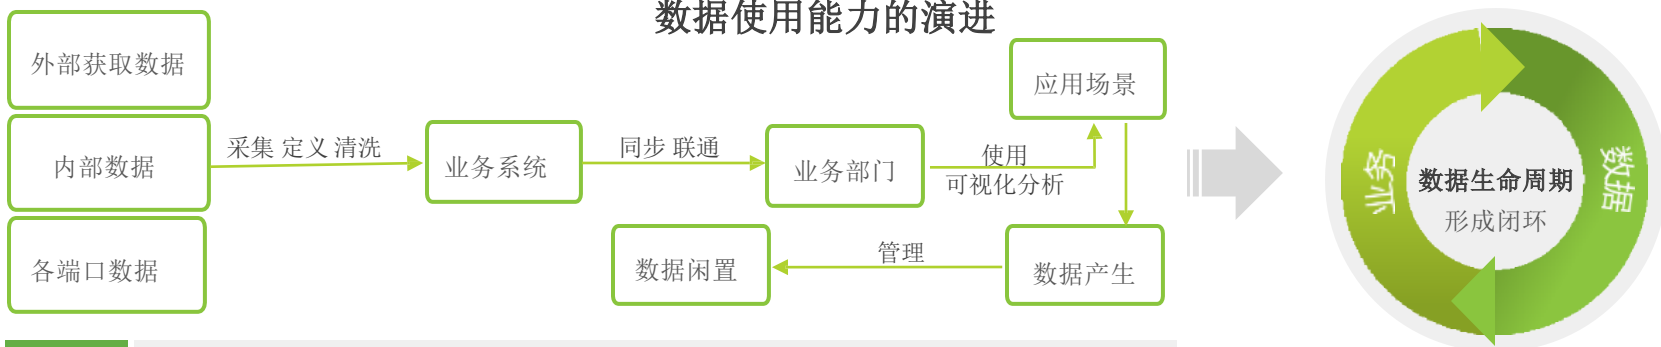 数据使用能力的演进
外部获取数据
内部数据
各端口数据
采集 定义 清洗
业务系统
同步 联通
业务部门
使用
可视化分析
应用场景
数据产生
管理
数据闲置
业务
数据
数据生命周期
形成闭环